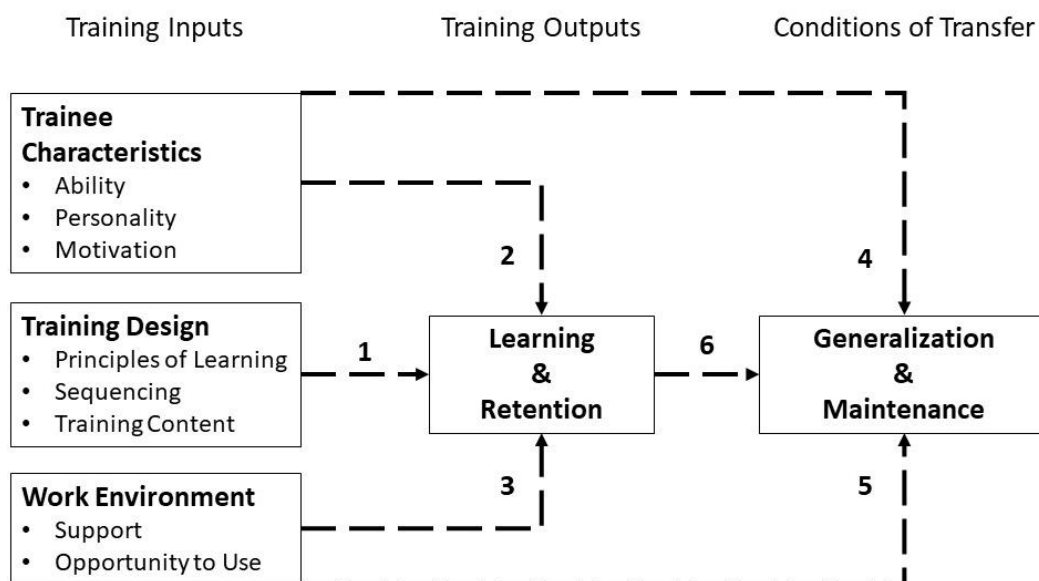 Training Inputs
Training Outputs
Conditions of Transfer
Trainee
Characteristics
• Ability
• Personality
• Motivation
2
4
Training Design
• Principles of Learning
• Sequencing
• Training Content
1
Learning
&
Retention
6
Generalization
&
Maintenance
Work Environment
• Support
• Opportunity to Use
3
5